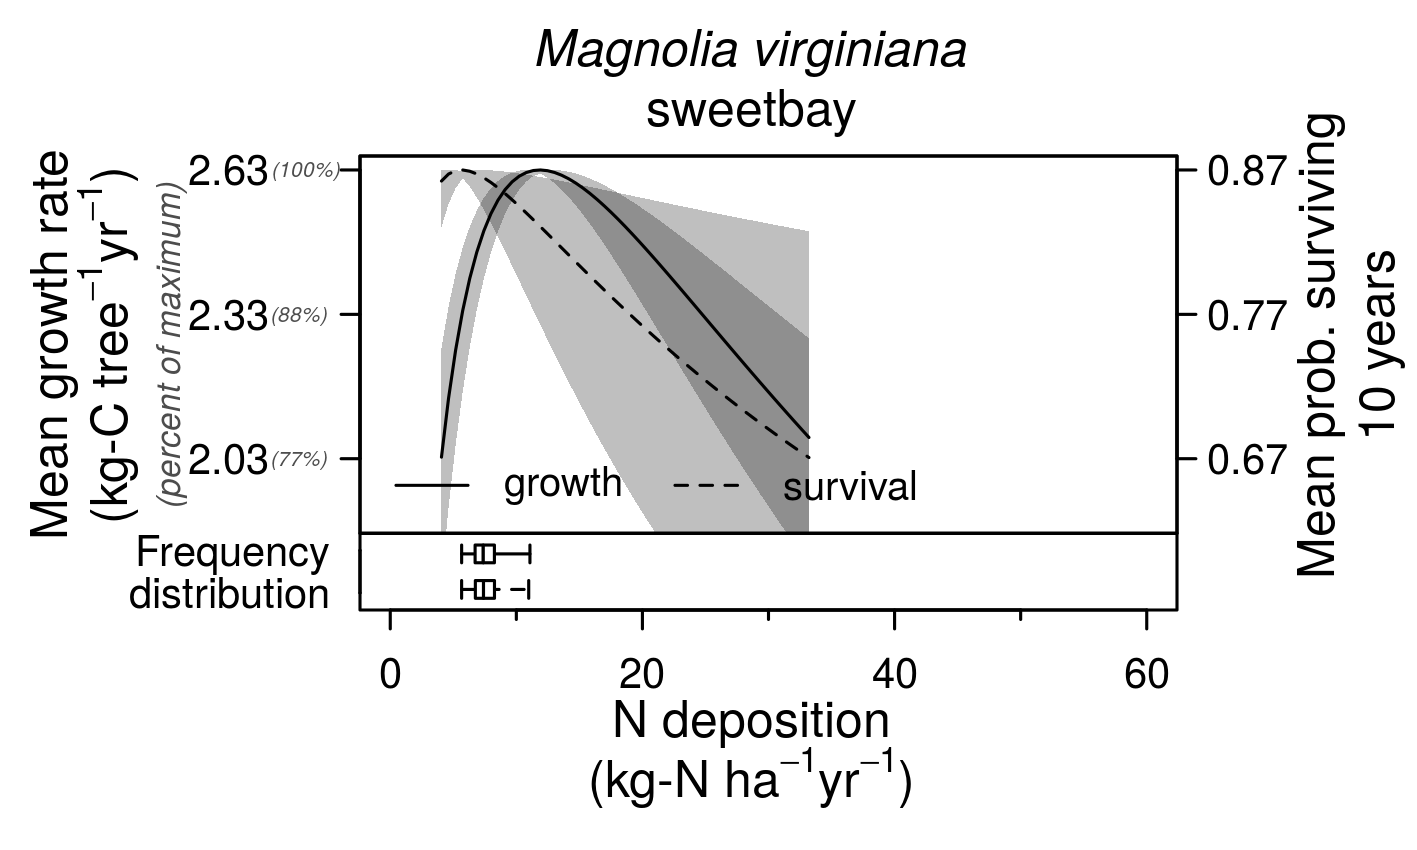 Magnolia virginiana
sweetbay
Mean growth rate
(kg-C tree⁻¹yr⁻¹)
(percent of maximum)
2.63 (100%)
2.33 (88%)
2.03 (77%)
0.87
0.77
0.67
Mean prob. surviving
10 years
growth survival
Frequency
distribution
0 20 40 60
N deposition
(kg-N ha⁻¹yr⁻¹)